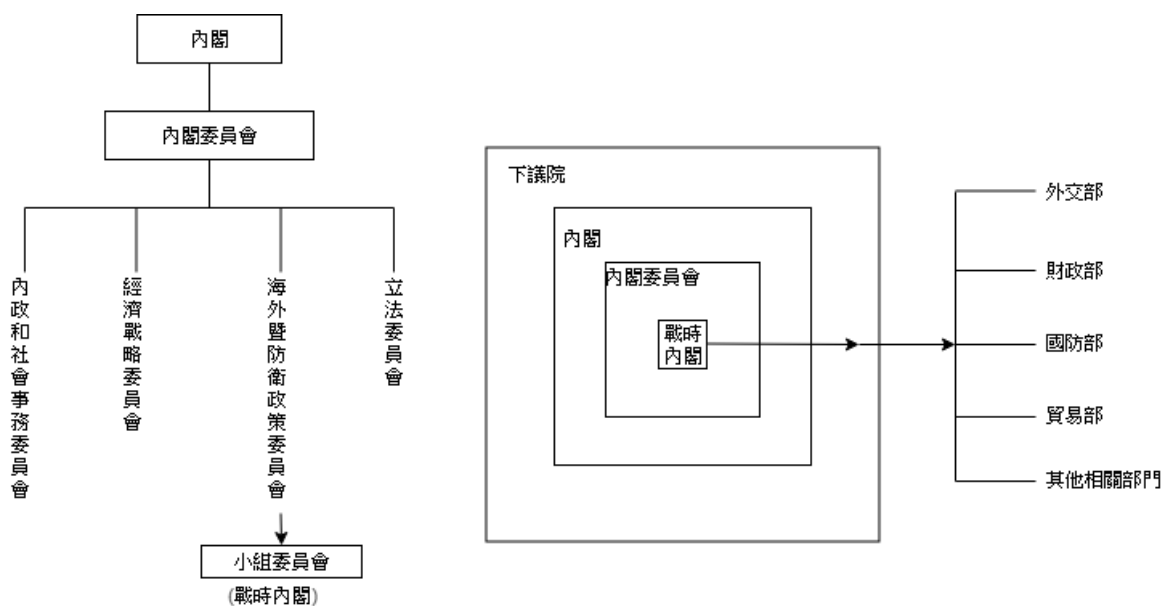 內閣
內閣委員會
內政和社會事務委員會
經濟戰略委員會
海外暨防衛政策委員會
立法委員會
小組委員會
(戰時內閣)
下議院
內閣
內閣委員會
戰時
內閣
外交部
財政部
國防部
貿易部
其他相關部門